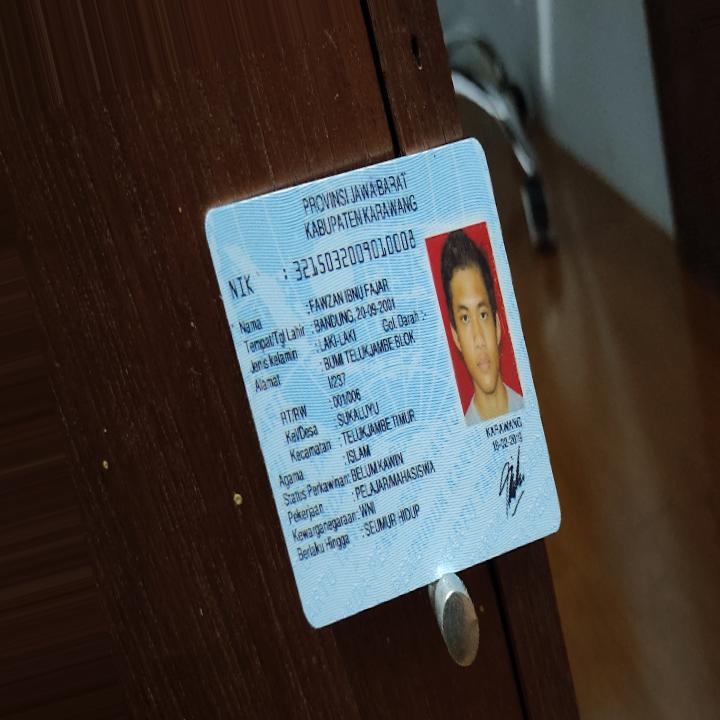 PROVINSI JAWA BARAT
KABUPATEN KARAWANG
NIK : 3215032009010008
Nama : FAWZAN IBNU FAJAR
Tempat/Tgl Lahir : BANDUNG, 20-09-2001
Jenis kelamin : LAKI-LAKI Gol. Darah :-
Alamat : BUMI TELUKJAMBE BLOK
I/237
RT/RW : 001/006
Kel/Desa : SUKALUYU
Kecamatan : TELUKJAMBE TIMUR
Agama : ISLAM
Status Perkawinan: BELUM KAWIN
Pekerjaan : PELAJAR/MAHASISWA
Kewarganegaraan: WNI
Berlaku Hingga : SEUMUR HIDUP
KARAWANG
18-02-2019